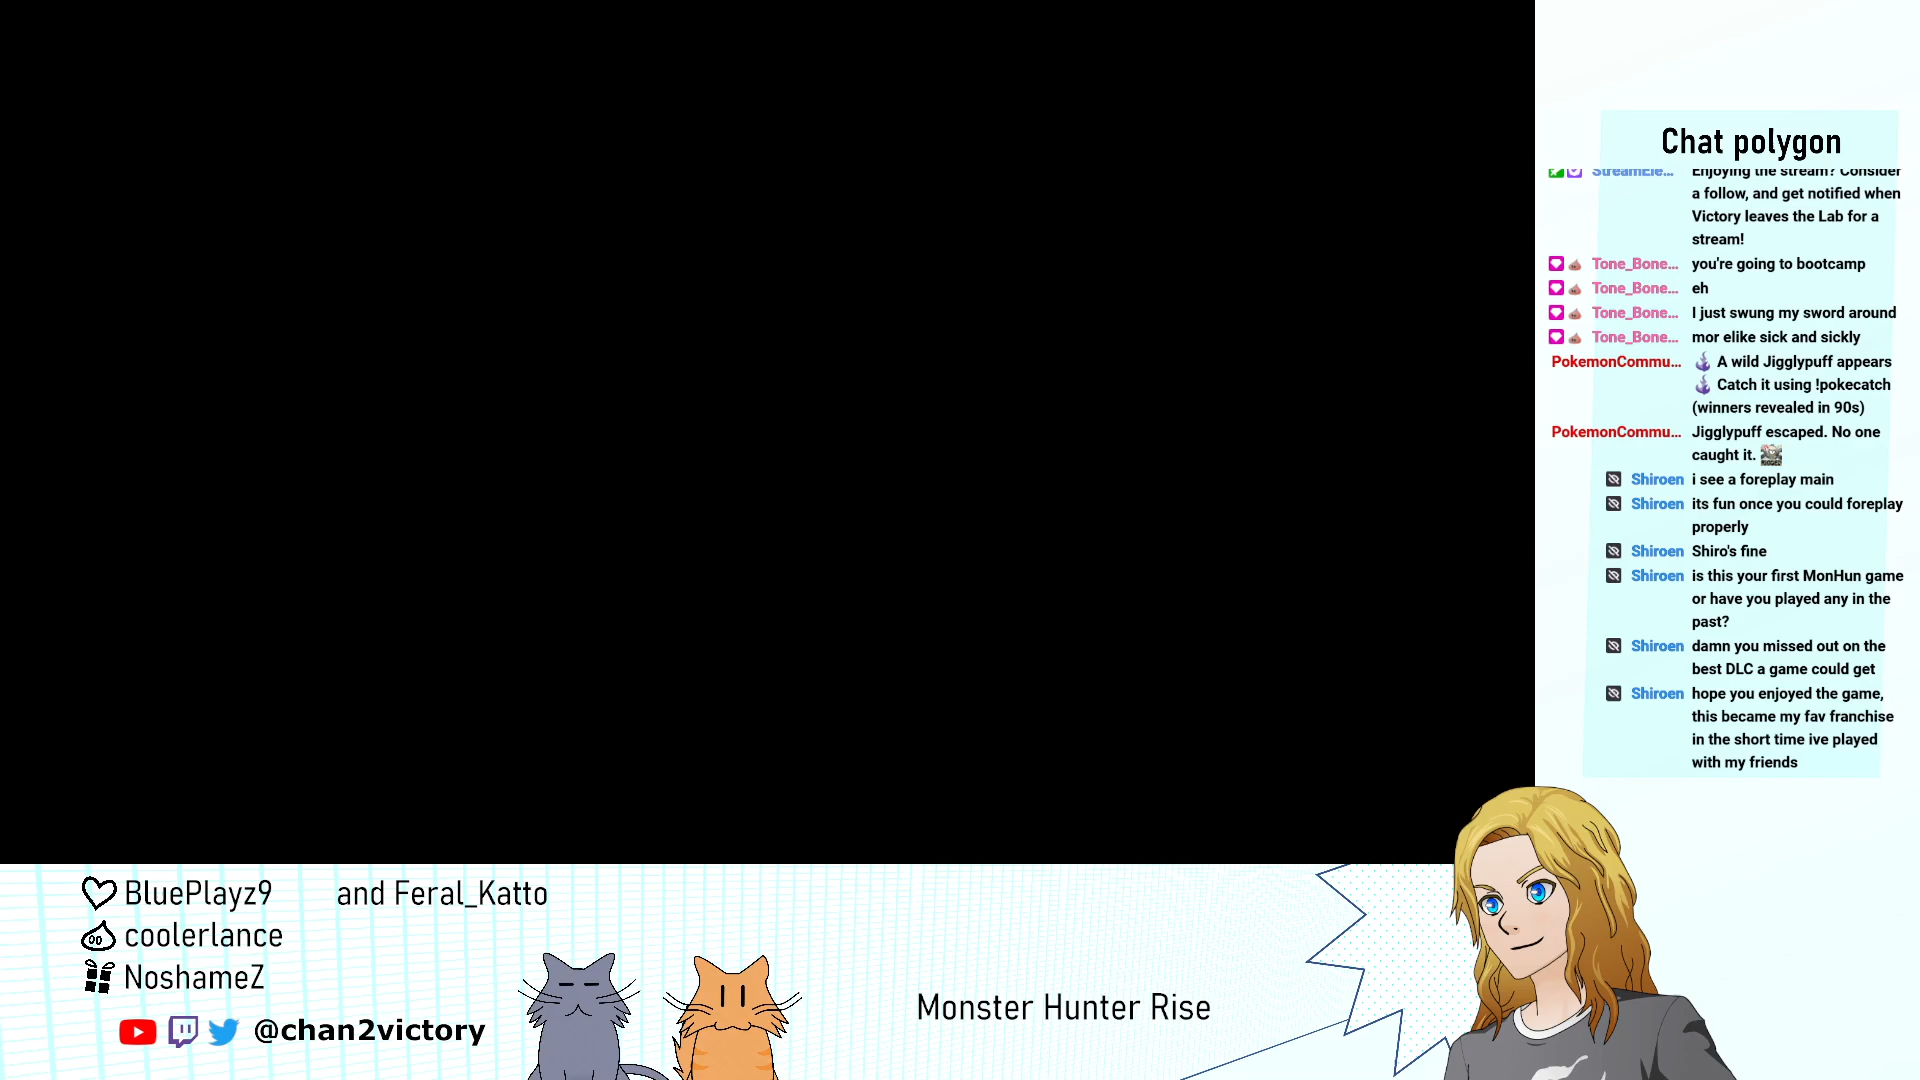 Chat polygon
StreamEle... Enjoying the stream? Consider
a follow, and get notified when
Victory leaves the Lab for a
stream!
Tone_Bone... you're going to bootcamp
Tone_Bone... eh
Tone_Bone... I just swung my sword around
Tone_Bone... mor elike sick and sickly
PokemonCommu... A wild Jigglypuff appears
Catch it using !pokecatch
(winners revealed in 90s)
PokemonCommu... Jigglypuff escaped. No one
caught it.
Shiroen i see a foreplay main
Shiroen its fun once you could foreplay
properly
Shiroen Shiro's fine
Shiroen is this your first MonHun game
or have you played any in the
past?
Shiroen damn you missed out on the
best DLC a game could get
Shiroen hope you enjoyed the game,
this became my fav franchise
in the short time ive played
with my friends
BluePlayz9 and Feral_Katto
coolerlance
NoshameZ
@chan2victory
Monster Hunter Rise